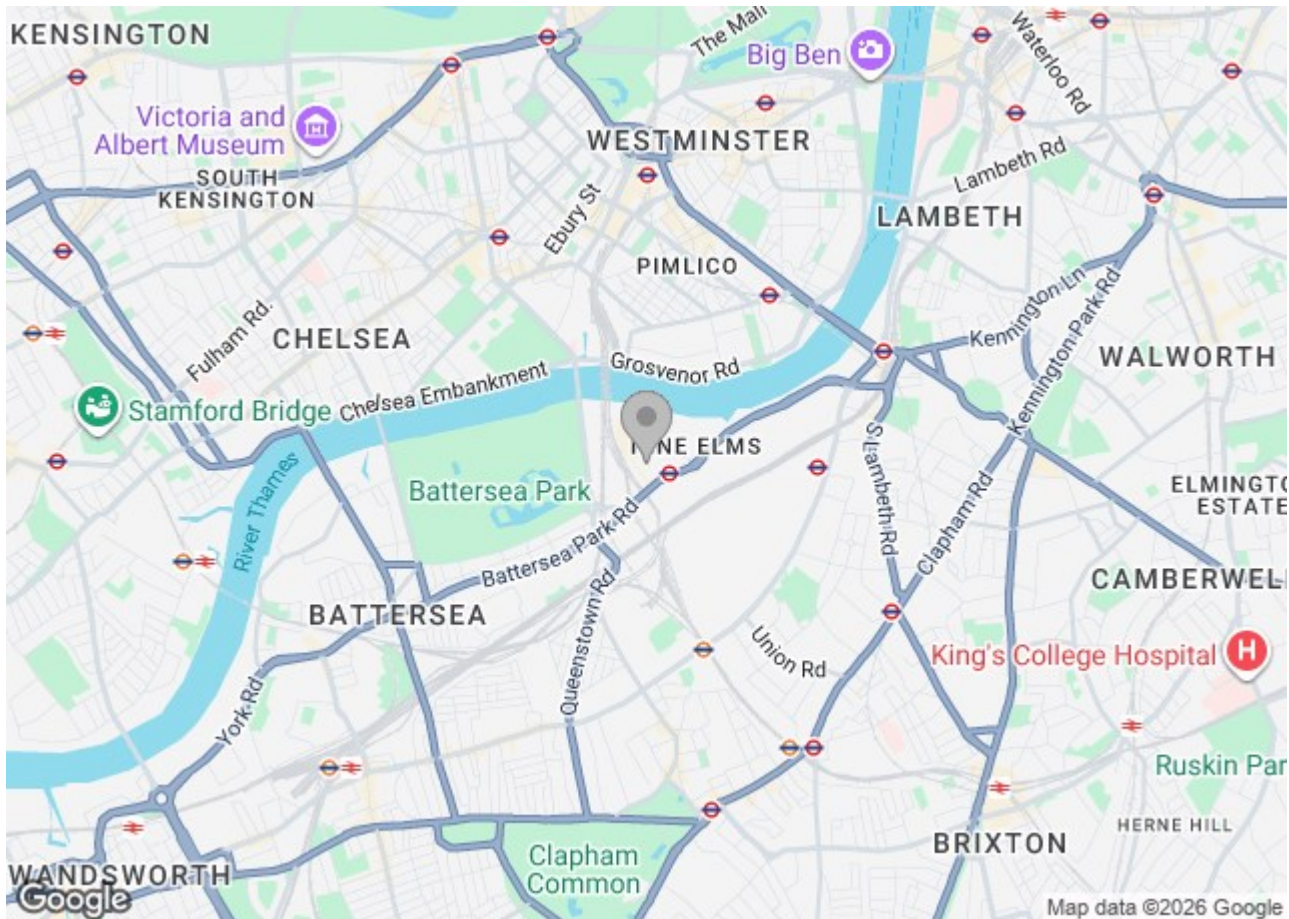 KENSINGTON
The Mall
Big Ben
Waterloo Rd
Victoria and
Albert Museum
WESTMINSTER
Lambeth Rd
SOUTH
KENSINGTON
Ebury St
LAMBETH
PIMLICO
Kennington Ln
Kennington Park Rd
Fulham Rd.
CHELSEA
Grosvenor Rd
WALWORTH
Chelsea Embankment
Stamford Bridge
NINE ELMS
S Lambeth Rd
Clapham Rd
River Thames
Battersea Park
ELMINGTO
ESTATE
Battersea Park Rd
CAMBERWELL
BATTERSEA
Queenstown Rd
Union Rd
King's College Hospital
H
York Rd
Ruskin Par
BRIXTON
HERNE HILL
Clapham
Common
WANDSWORTH
Google
Map data ©2026 Google